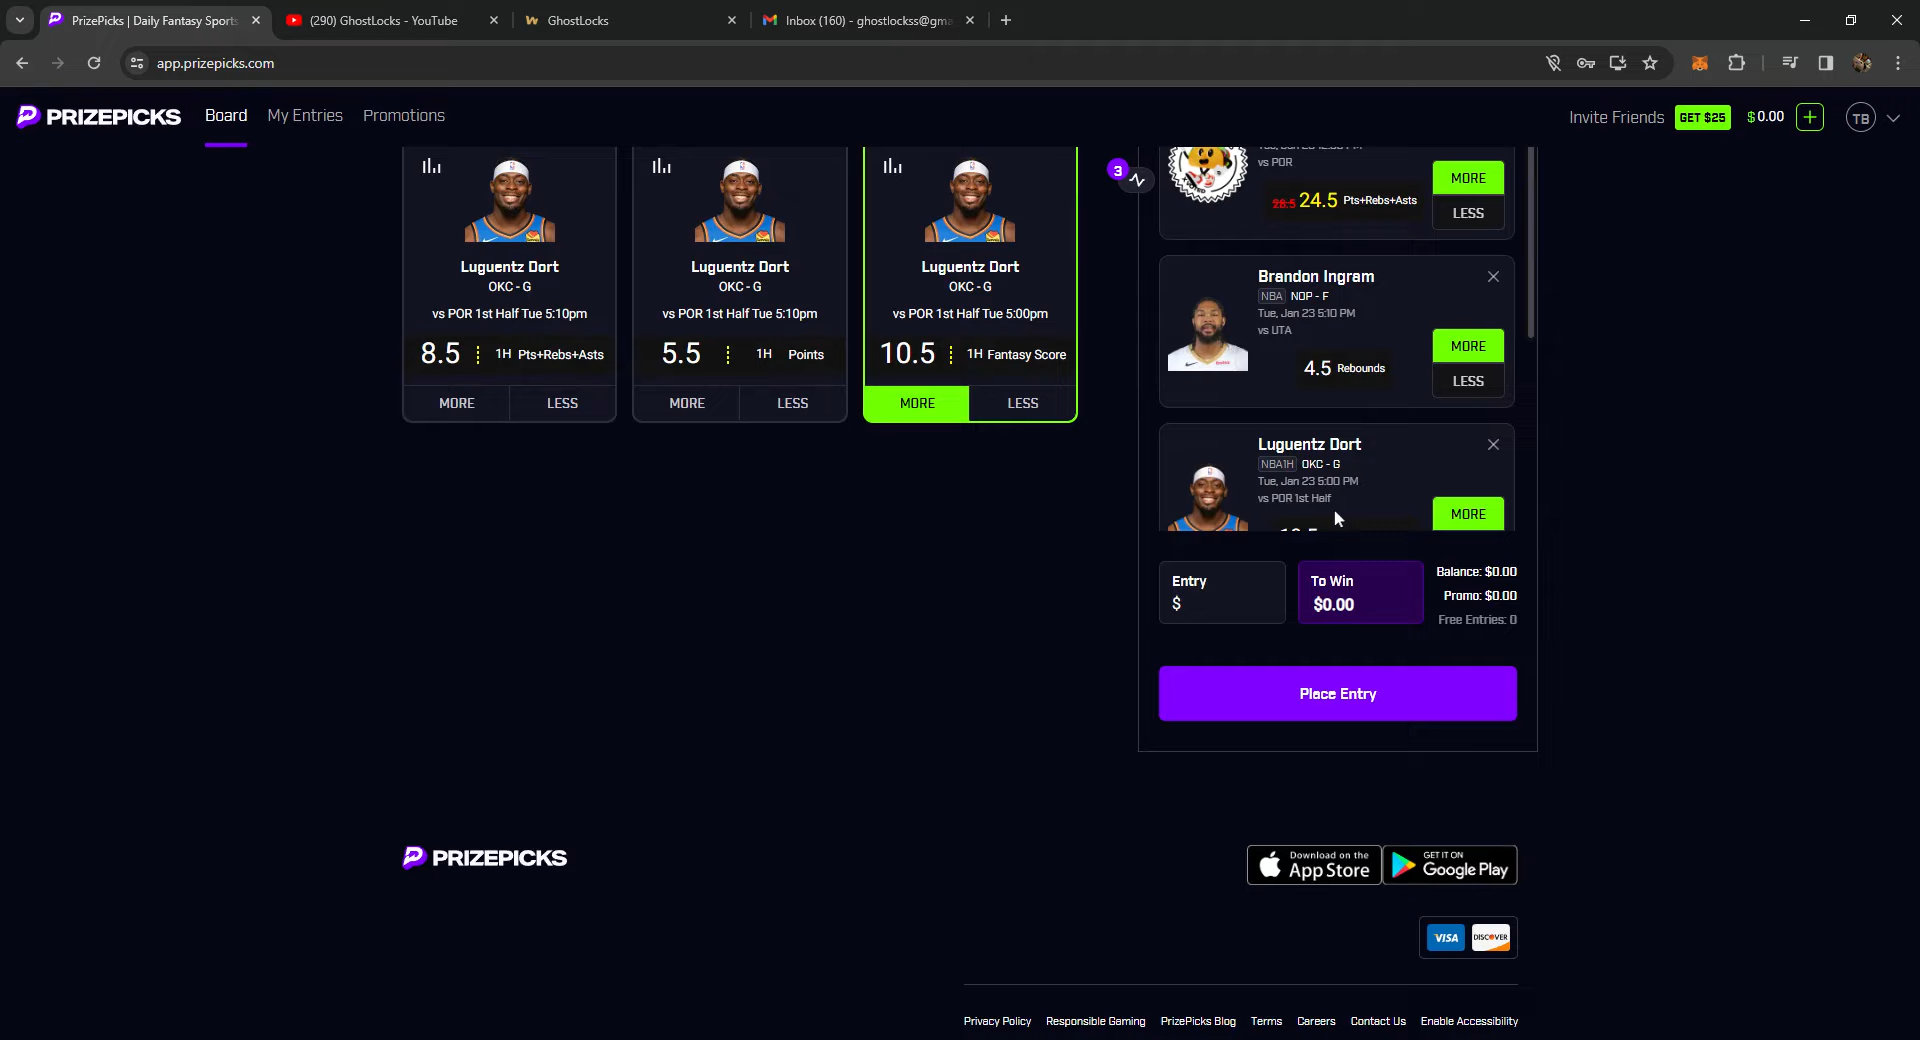 PrizePicks | Daily Fantasy Sports
(290) GhostLocks - YouTube
GhostLocks
Inbox (160) - ghostlockss@gma
app.prizepicks.com
PRIZEPICKS
Board
My Entries
Promotions
Invite Friends
GET $25
$0.00
TB
Luguentz Dort
OKC - G
vs POR 1st Half Tue 5:10pm
8.5
1H Pts+Rebs+Asts
MORE
LESS
Luguentz Dort
OKC - G
vs POR 1st Half Tue 5:10pm
5.5
1H Points
MORE
LESS
Luguentz Dort
OKC - G
vs POR 1st Half Tue 5:00pm
10.5
1H Fantasy Score
MORE
LESS
3
vs POR
28.5 24.5 Pts+Rebs+Asts
MORE
LESS
Brandon Ingram
NBA NOP - F
Tue, Jan 23 5:10 PM
vs UTA
4.5 Rebounds
MORE
LESS
Luguentz Dort
NBA1H OKC - G
Tue, Jan 23 5:00 PM
vs POR 1st Half
MORE
Entry
$
To Win
$0.00
Balance: $0.00
Promo: $0.00
Free Entries: 0
Place Entry
PRIZEPICKS
Download on the
App Store
GET IT ON
Google Play
VISA
DISCOVER
Privacy Policy
Responsible Gaming
PrizePicks Blog
Terms
Careers
Contact Us
Enable Accessibility